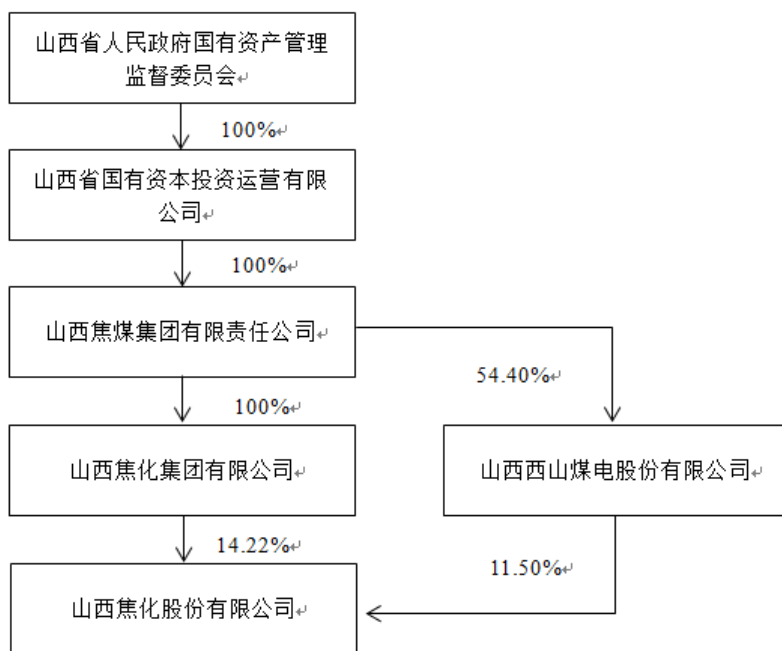 山西省人民政府国有资产管理
监督委员会
100%
山西省国有资本投资运营有限
公司
100%
山西焦煤集团有限责任公司
54.40%
100%
山西焦化集团有限公司
山西西山煤电股份有限公司
14.22%
11.50%
山西焦化股份有限公司